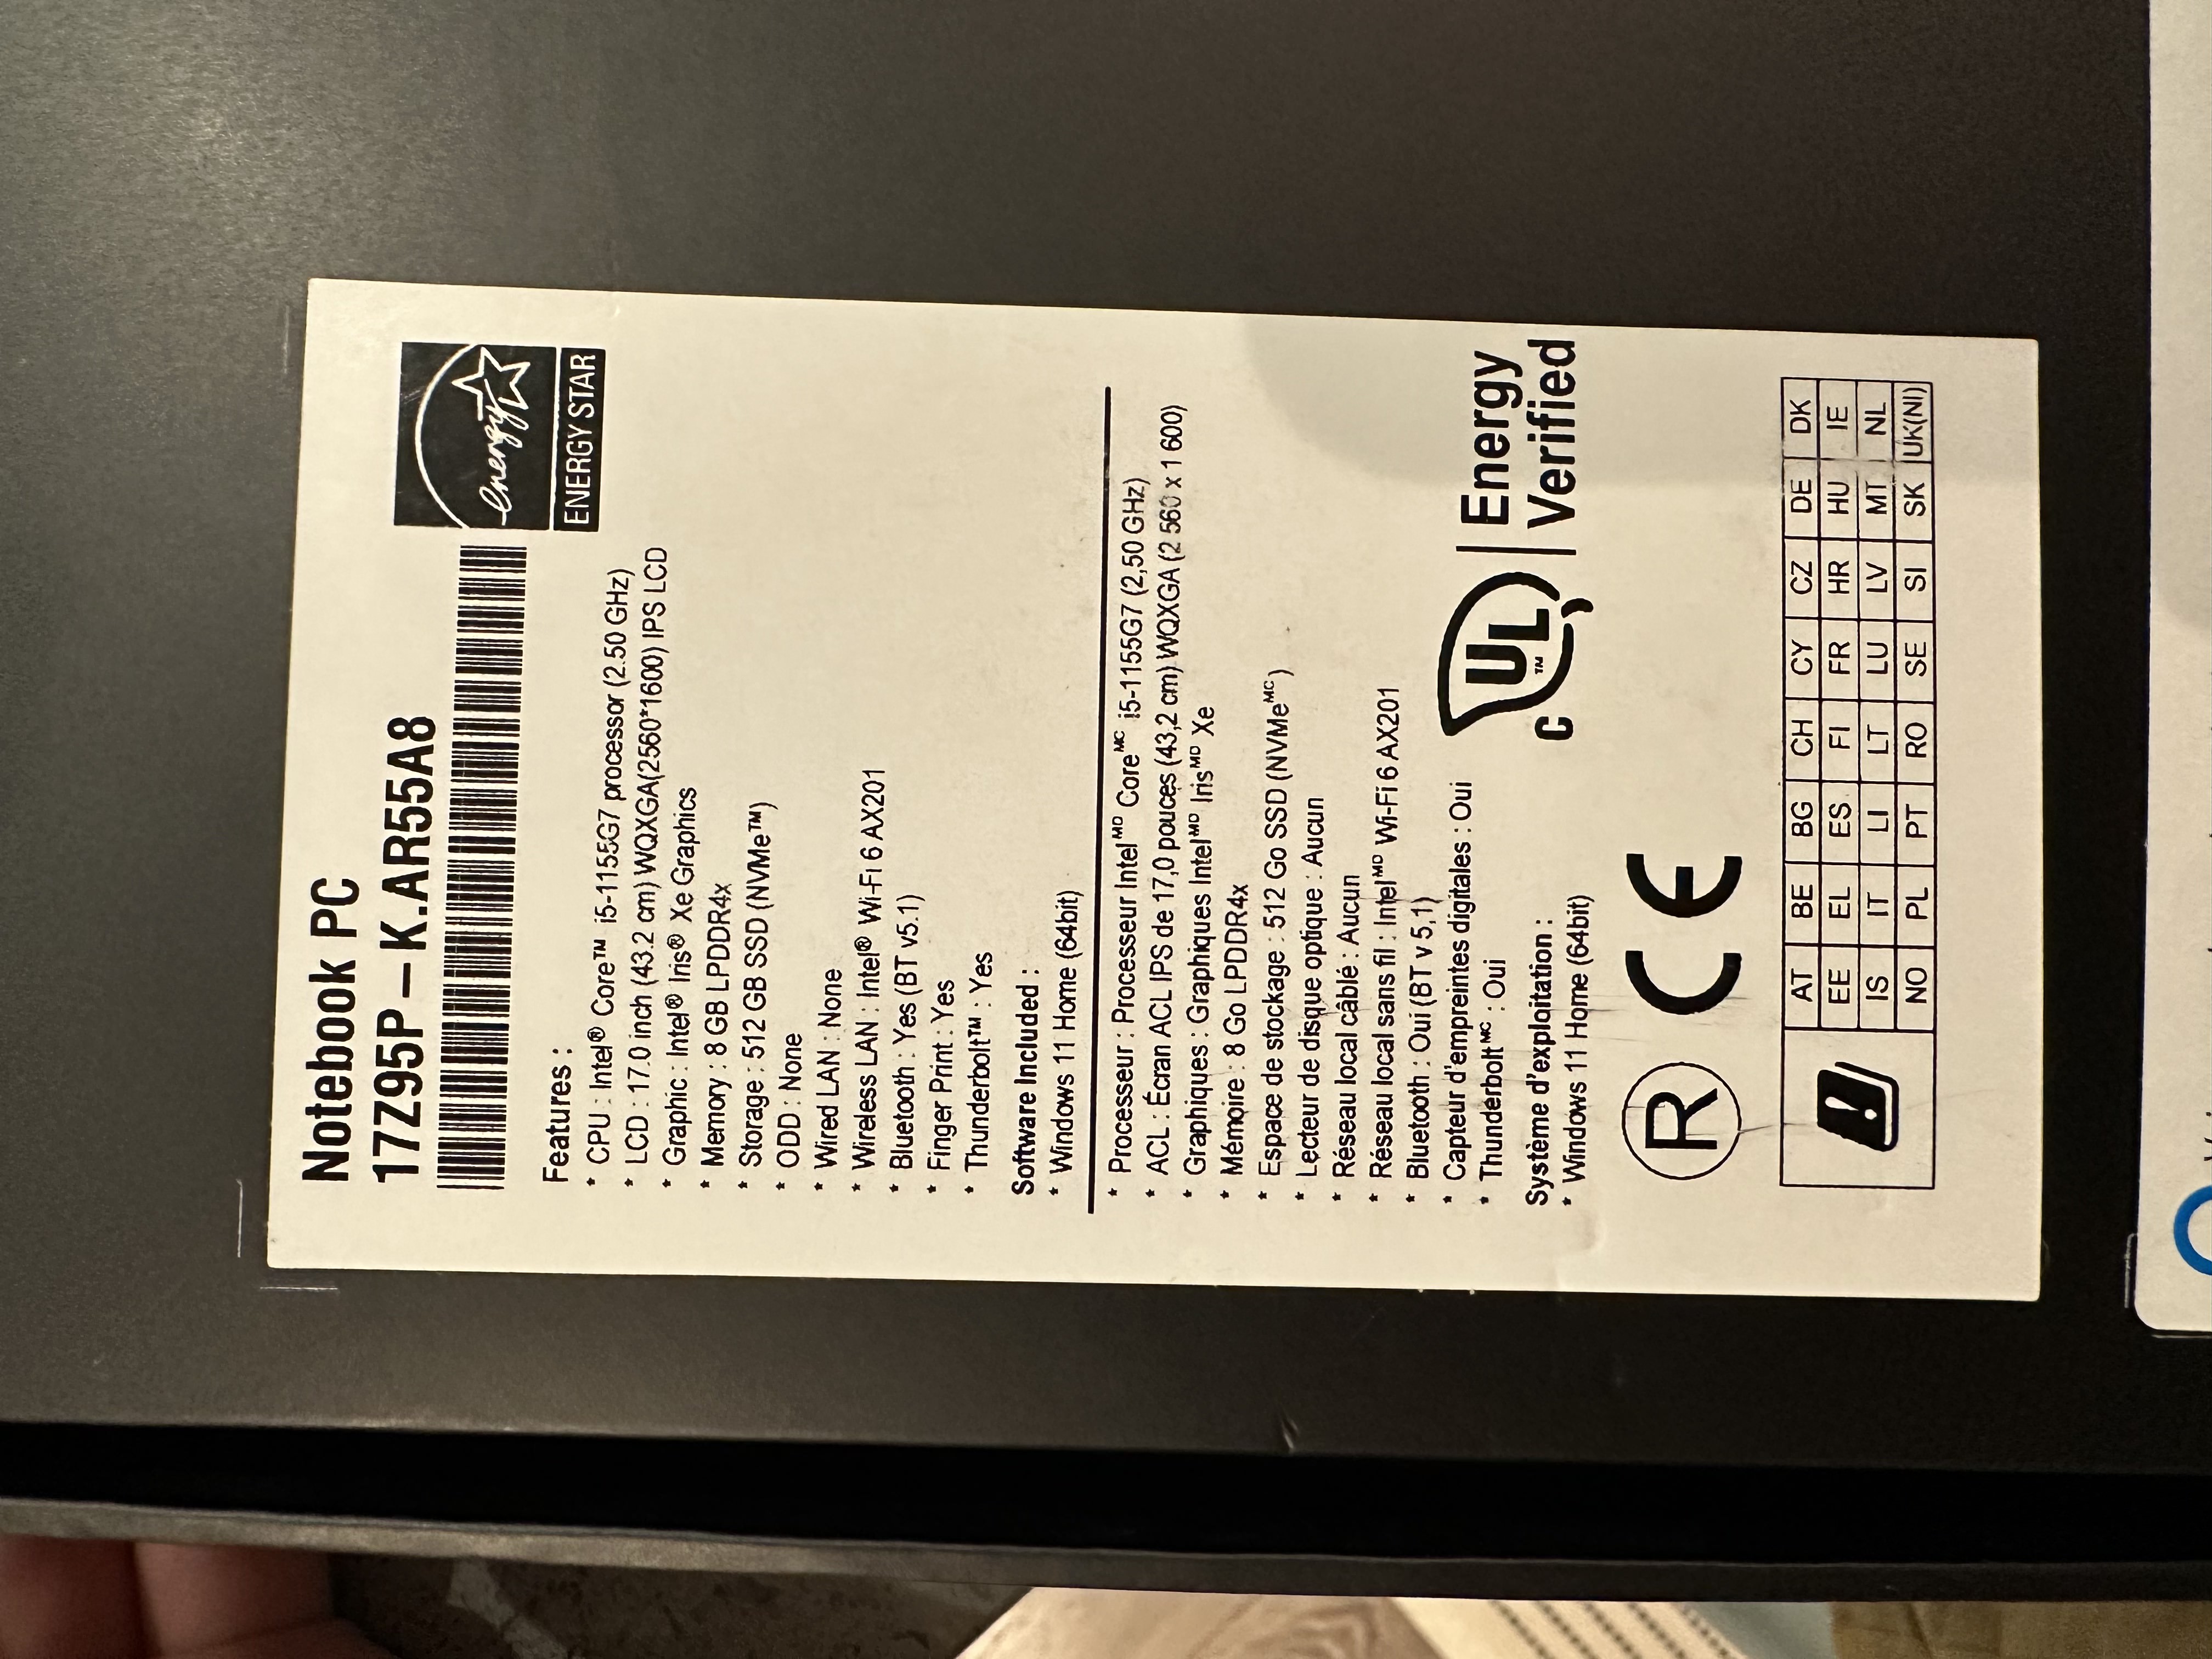 Notebook PC
17Z95P – K.AR55A8
energy
ENERGY STAR
Features :
* CPU : Intel® Core™ i5-1155G7 processor (2.50 GHz)
* LCD : 17.0 inch (43.2 cm) WQXGA(2560*1600) IPS LCD
* Graphic : Intel® Iris® Xe Graphics
* Memory : 8 GB LPDDR4x
* Storage : 512 GB SSD (NVMe™)
* ODD : None
* Wired LAN : None
* Wireless LAN : Intel® Wi-Fi 6 AX201
* Bluetooth : Yes (BT v5.1)
* Finger Print : Yes
* Thunderbolt™ : Yes
Software Included :
* Windows 11 Home (64bit)
* Processeur : Processeur Intel ᴹᴰ Core ᴹᶜ i5-1155G7 (2,50 GHz)
* ACL : Écran ACL IPS de 17,0 pouces (43,2 cm) WQXGA (2 560 x 1 600)
* Graphiques : Graphiques Intel ᴹᴰ Iris ᴹᴰ Xe
* Mémoire : 8 Go LPDDR4x
* Espace de stockage : 512 Go SSD (NVMe ᴹᶜ)
* Lecteur de disque optique : Aucun
* Réseau local câblé : Aucun
* Réseau local sans fil : Intel ᴹᴰ Wi-Fi 6 AX201
* Bluetooth : Oui (BT v 5,1)
* Capteur d'empreintes digitales : Oui
* Thunderbolt ᴹᶜ : Oui
Système d'exploitation :
* Windows 11 Home (64bit)
c UL™ Energy
Verified
R CE
AT BE BG CH CY CZ DE DK
EE EL ES FI FR HR HU IE
IS IT LI LT LU LV MT NL
NO PL PT RO SE SI SK UK(NI)